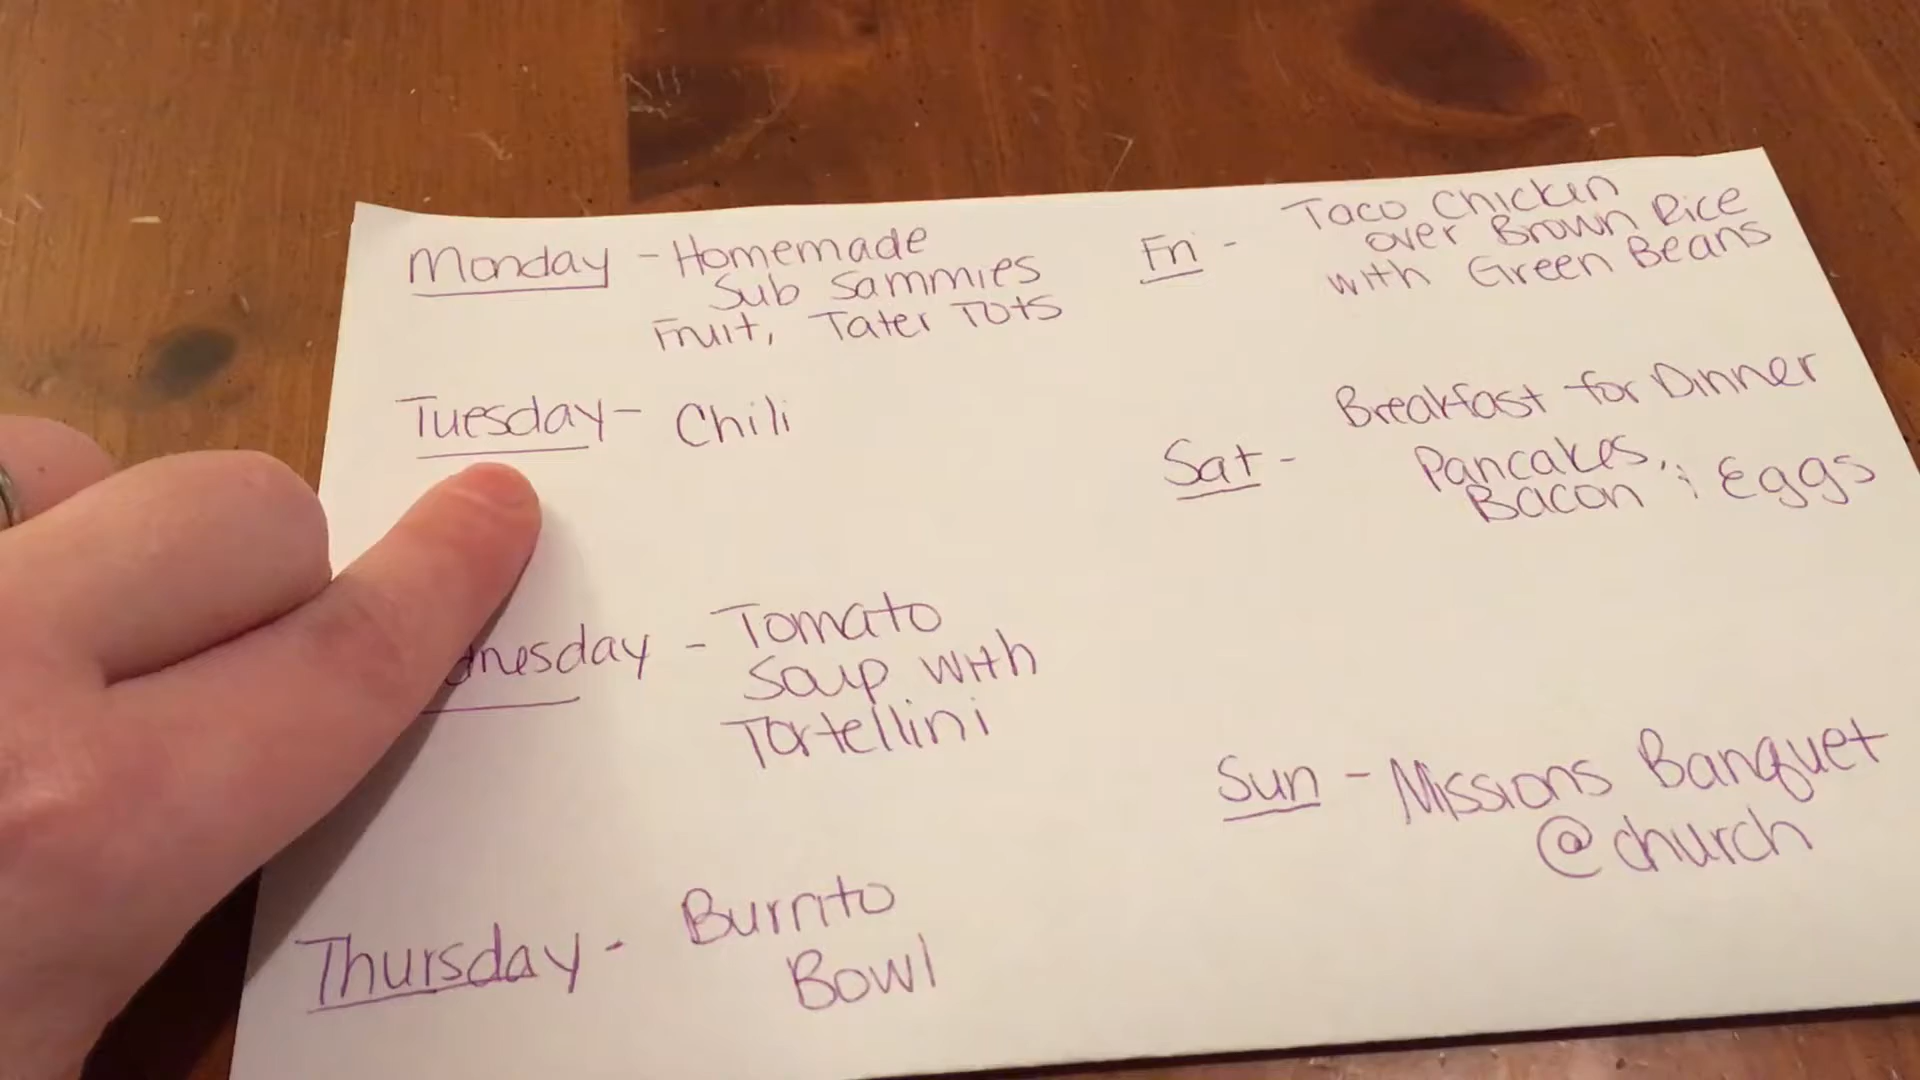 Monday - Homemade
Sub Sammies
Fruit, Tater Tots
Tuesday - Chili
dnesday - Tomato
Soup with
Tortellini
Thursday - Burrito
Bowl
Fri - Taco Chicken
over Brown Rice
with Green Beans
Breakfast for Dinner
Sat - Pancakes,
Bacon & Eggs
Sun - Missions Banquet
@ church